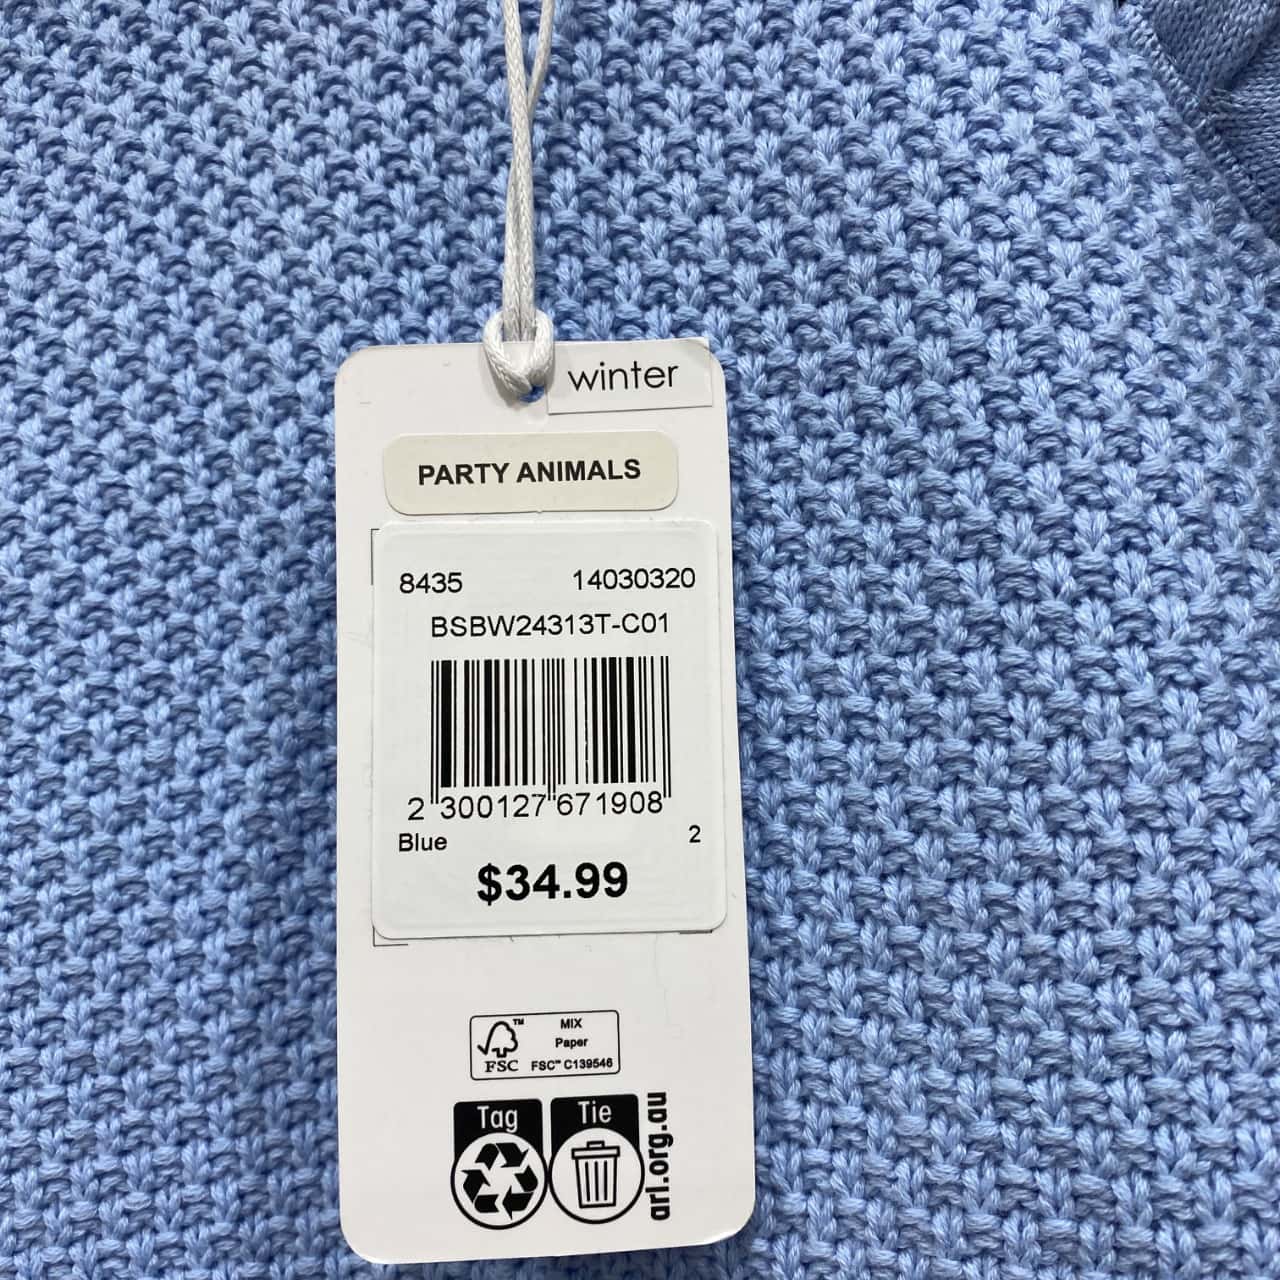 winter
PARTY ANIMALS
8435 14030320
BSBW24313T-C01
2 300127 671908
Blue 2
$34.99
MIX
Paper
FSC™ C139546
FSC™
Tag Tie
arl.org.au